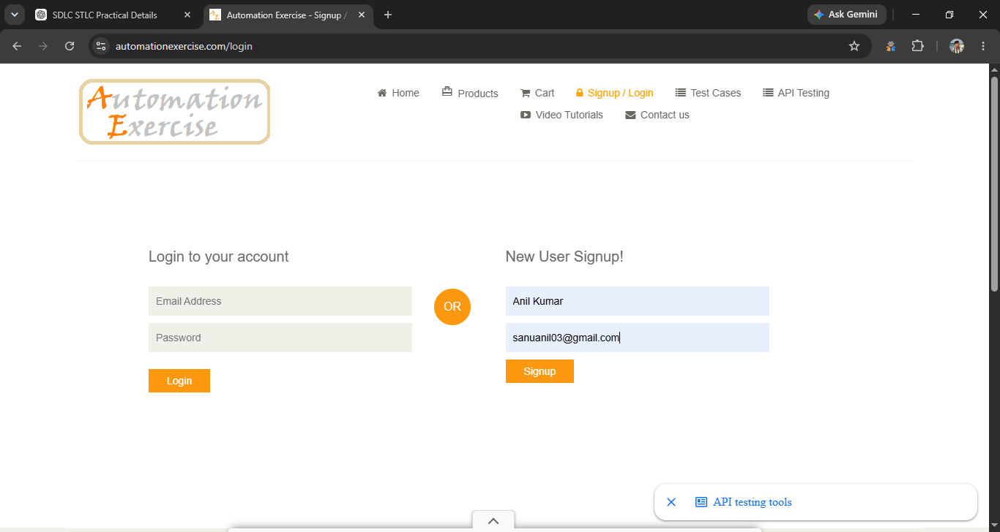 SDLC STLC Practical Details
Automation Exercise - Signup /
Ask Gemini
automationexercise.com/login
Automation
Exercise
Home
Products
Cart
Signup / Login
Test Cases
API Testing
Video Tutorials
Contact us
Login to your account
Email Address
Password
Login
OR
New User Signup!
Anil Kumar
sanuanil03@gmail.com
Signup
API testing tools